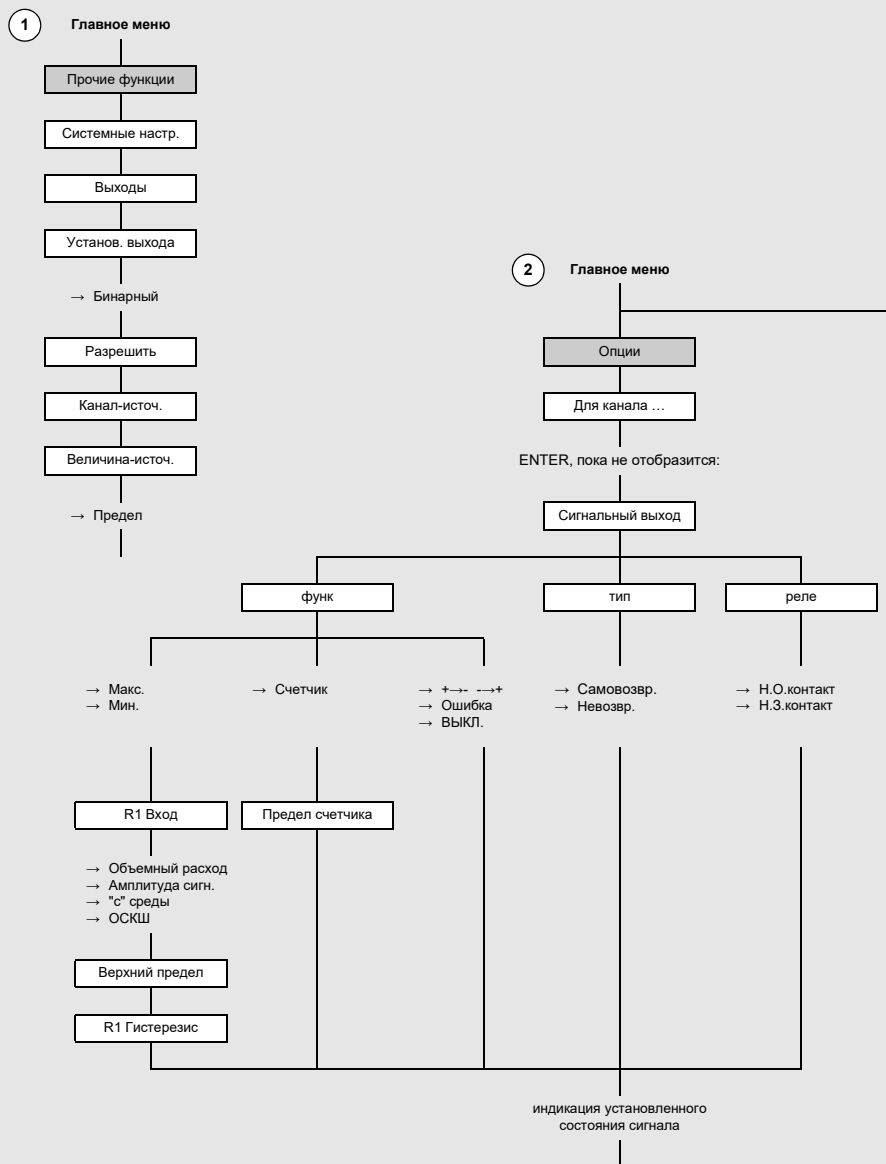 1
Главное меню
Прочие функции
Системные настр.
Выходы
Установ. выхода
→ Бинарный
Разрешить
Канал-источ.
Величина-источ.
→ Предел
2
Главное меню
Опции
Для канала …
ENTER, пока не отобразится:
Сигнальный выход
функ
тип
реле
→ Макс.
→ Мин.
→ Счетчик
→ +→- -→+
→ Ошибка
→ ВЫКЛ.
→ Самовозвр.
→ Невозвр.
→ Н.О.контакт
→ Н.З.контакт
R1 Вход
Предел счетчика
→ Объемный расход
→ Амплитуда сигн.
→ "с" среды
→ ОСКШ
Верхний предел
R1 Гистерезис
индикация установленного
состояния сигнала